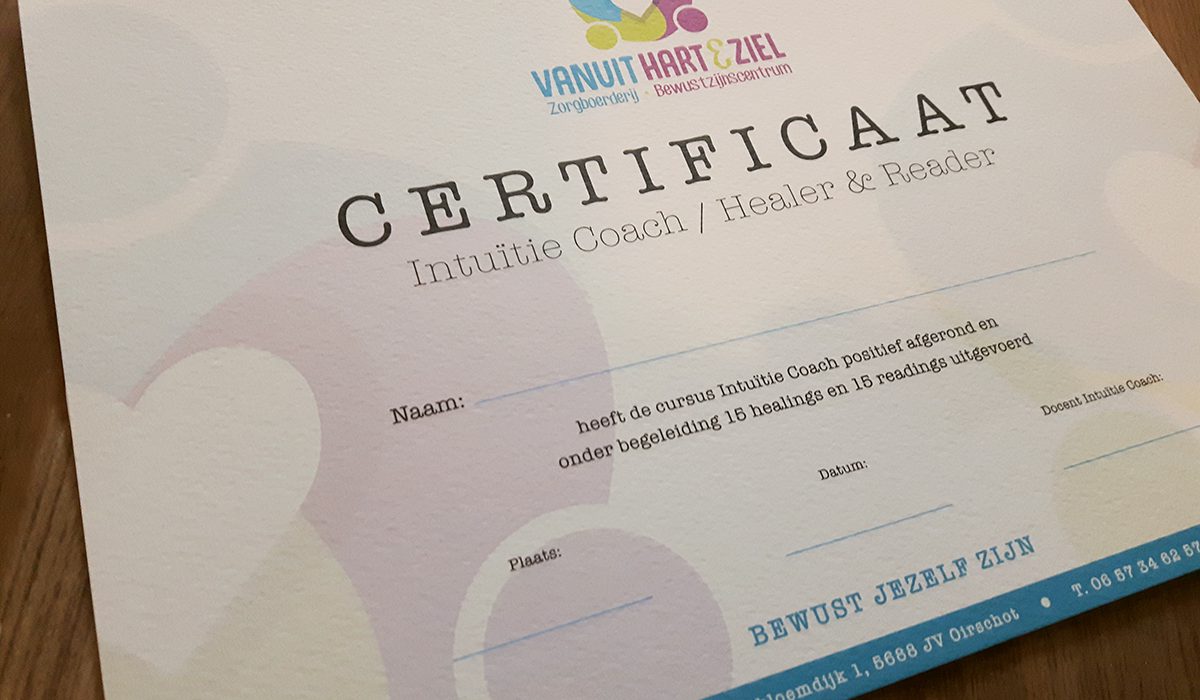 VANUIT HART & ZIEL
Zorgboerderij • Bewustzijnscentrum
CERTIFICAAT
Intuïtie Coach / Healer & Reader
Naam:
heeft de cursus Intuïtie Coach positief afgerond en
onder begeleiding 15 healings en 15 readings uitgevoerd
Docent Intuïtie Coach:
Datum:
Plaats:
BEWUST JEZELF ZIJN
loemdijk 1, 5688 JV Oirschot • T. 06 57 34 62 57